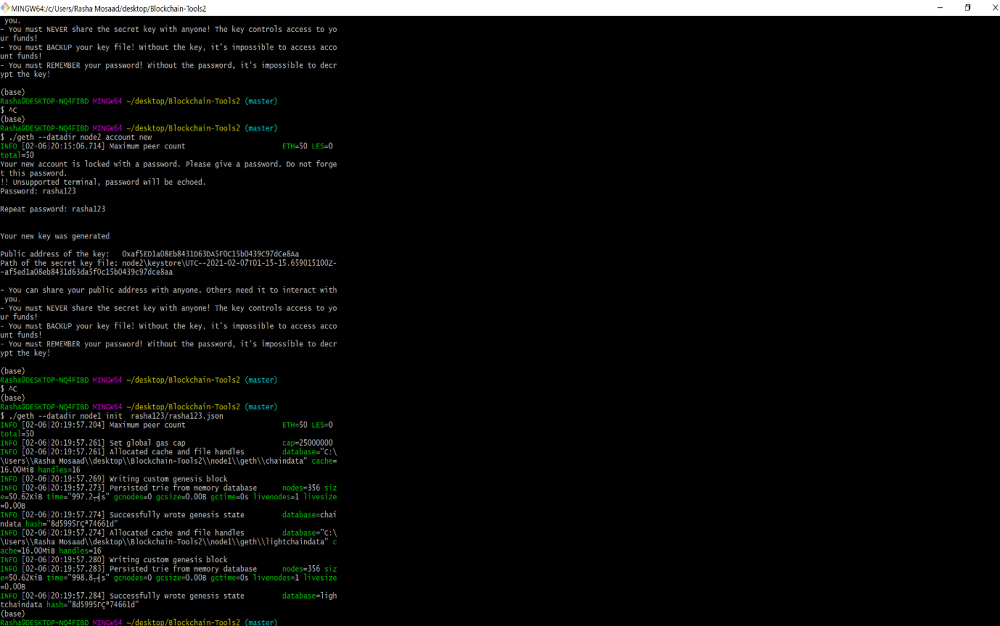 MINGW64:/c/Users/Rasha Mosaad/desktop/Blockchain-Tools2
 you.
- You must NEVER share the secret key with anyone! The key controls access to yo
ur funds!
- You must BACKUP your key file! Without the key, it's impossible to access acco
unt funds!
- You must REMEMBER your password! Without the password, it's impossible to decr
ypt the key!
(base)
Rasha@DESKTOP-NQ4FIBD MINGW64 ~/desktop/Blockchain-Tools2 (master)
$ ^C
(base)
Rasha@DESKTOP-NQ4FIBD MINGW64 ~/desktop/Blockchain-Tools2 (master)
$ ./geth --datadir node2 account new
INFO [02-06|20:15:06.714] Maximum peer count                       ETH=50 LES=0
total=50
Your new account is locked with a password. Please give a password. Do not forge
t this password.
!! Unsupported terminal, password will be echoed.
Password: rasha123
Repeat password: rasha123
Your new key was generated
Public address of the key:   0xaf5ED1a08Eb8431D63DA5F0C15b0439C97dCe8Aa
Path of the secret key file: node2\keystore\UTC--2021-02-07T01-15-15.659015100Z-
-af5ed1a08eb8431d63da5f0c15b0439c97dce8aa
- You can share your public address with anyone. Others need it to interact with
 you.
- You must NEVER share the secret key with anyone! The key controls access to yo
ur funds!
- You must BACKUP your key file! Without the key, it's impossible to access acco
unt funds!
- You must REMEMBER your password! Without the password, it's impossible to decr
ypt the key!
(base)
Rasha@DESKTOP-NQ4FIBD MINGW64 ~/desktop/Blockchain-Tools2 (master)
$ ^C
(base)
Rasha@DESKTOP-NQ4FIBD MINGW64 ~/desktop/Blockchain-Tools2 (master)
$ ./geth --datadir node1 init  rasha123/rasha123.json
INFO [02-06|20:19:57.204] Maximum peer count                       ETH=50 LES=0
total=50
INFO [02-06|20:19:57.261] Set global gas cap                       cap=25000000
INFO [02-06|20:19:57.261] Allocated cache and file handles         database="C:\
\Users\\Rasha Mosaad\\desktop\\Blockchain-Tools2\\node1\\geth\\chaindata" cache=
16.00MiB handles=16
INFO [02-06|20:19:57.269] Writing custom genesis block
INFO [02-06|20:19:57.273] Persisted trie from memory database      nodes=356 siz
e=50.62KiB time="997.2┬╡s" gcnodes=0 gcsize=0.00B gctime=0s livenodes=1 livesize
=0.00B
INFO [02-06|20:19:57.274] Successfully wrote genesis state         database=chai
ndata hash="8d5995ΓÇª74661d"
INFO [02-06|20:19:57.274] Allocated cache and file handles         database="C:\
\Users\\Rasha Mosaad\\desktop\\Blockchain-Tools2\\node1\\geth\\lightchaindata" c
ache=16.00MiB handles=16
INFO [02-06|20:19:57.280] Writing custom genesis block
INFO [02-06|20:19:57.283] Persisted trie from memory database      nodes=356 siz
e=50.62KiB time="998.8┬╡s" gcnodes=0 gcsize=0.00B gctime=0s livenodes=1 livesize
=0.00B
INFO [02-06|20:19:57.284] Successfully wrote genesis state         database=ligh
tchaindata hash="8d5995ΓÇª74661d"
(base)
Rasha@DESKTOP-NQ4FIBD MINGW64 ~/desktop/Blockchain-Tools2 (master)